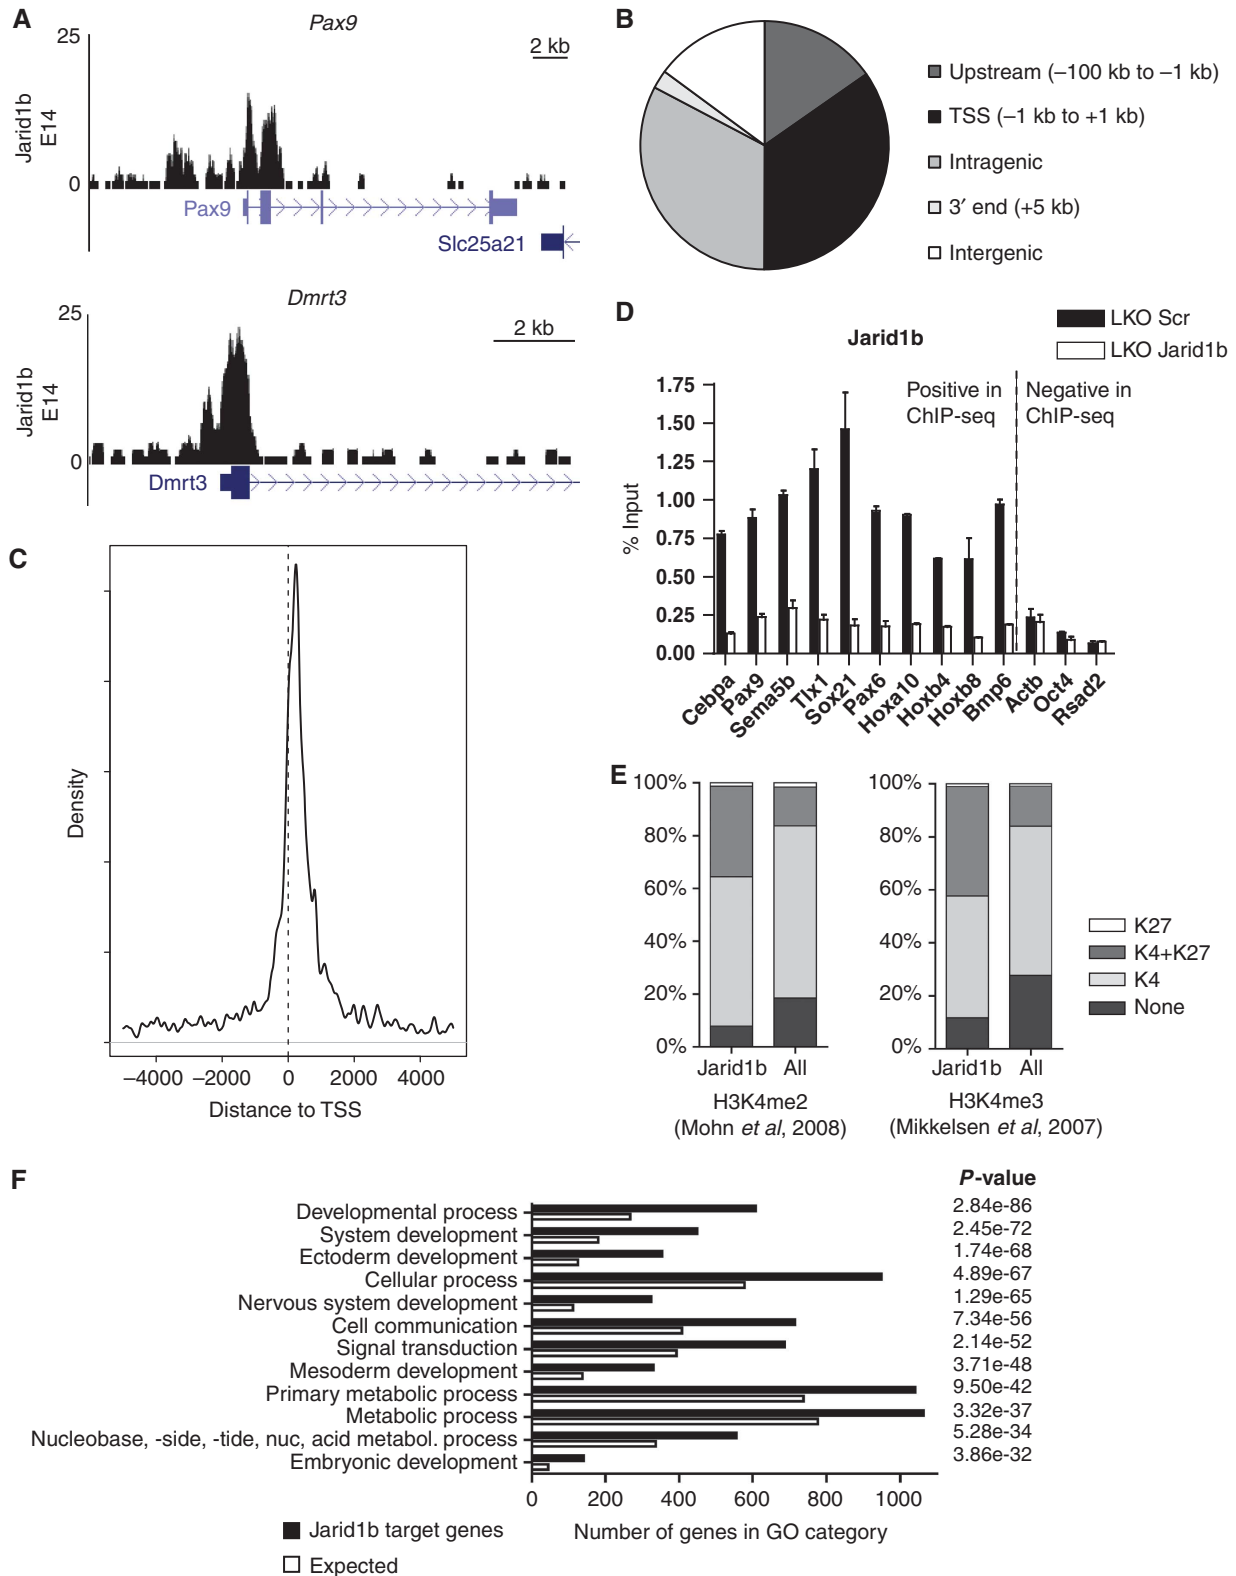 A
Pax9
25
2 kb
Jarid1b
E14
0
Pax9
Slc25a21
Dmrt3
25
2 kb
Jarid1b
E14
0
Dmrt3
B
Upstream (–100 kb to –1 kb)
TSS (–1 kb to +1 kb)
Intragenic
3′ end (+5 kb)
Intergenic
C
Density
–4000
–2000
0
2000
4000
Distance to TSS
D
Jarid1b
LKO Scr
LKO Jarid1b
Positive in
ChIP-seq
Negative in
ChIP-seq
% Input
1.75
1.50
1.25
1.00
0.75
0.50
0.25
0.00
Cebpa
Pax9
Sema5b
Tlx1
Sox21
Pax6
Hoxa10
Hoxb4
Hoxb8
Bmp6
Actb
Oct4
Rsad2
E
100%
80%
60%
40%
20%
0%
Jarid1b
All
H3K4me2
(Mohn et al, 2008)
100%
80%
60%
40%
20%
0%
Jarid1b
All
H3K4me3
(Mikkelsen et al, 2007)
K27
K4+K27
K4
None
F
P-value
Developmental process 2.84e-86
System development 2.45e-72
Ectoderm development 1.74e-68
Cellular process 4.89e-67
Nervous system development 1.29e-65
Cell communication 7.34e-56
Signal transduction 2.14e-52
Mesoderm development 3.71e-48
Primary metabolic process 9.50e-42
Metabolic process 3.32e-37
Nucleobase, -side, -tide, nuc, acid metabol. process 5.28e-34
Embryonic development 3.86e-32
0 200 400 600 800 1000
Number of genes in GO category
Jarid1b target genes
Expected